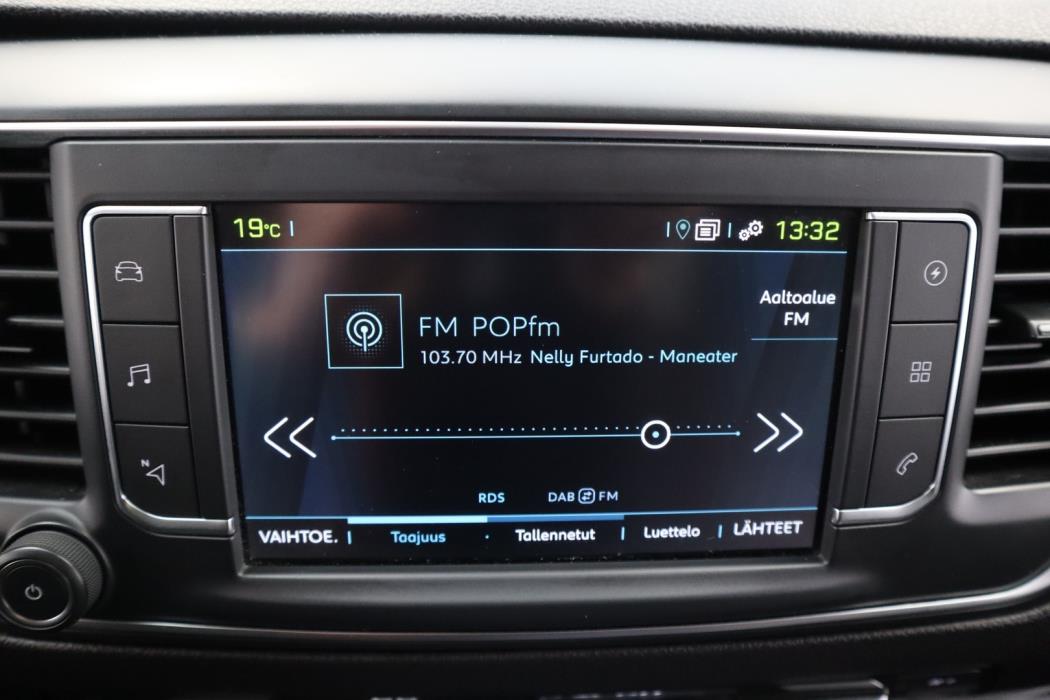 19°C
13:32
Aaltoalue
FM
FM POPfm
103.70 MHz Nelly Furtado - Maneater
N
RDS
DAB FM
VAIHTOE. Taajuus Tallennetut Luettelo LÄHTEET